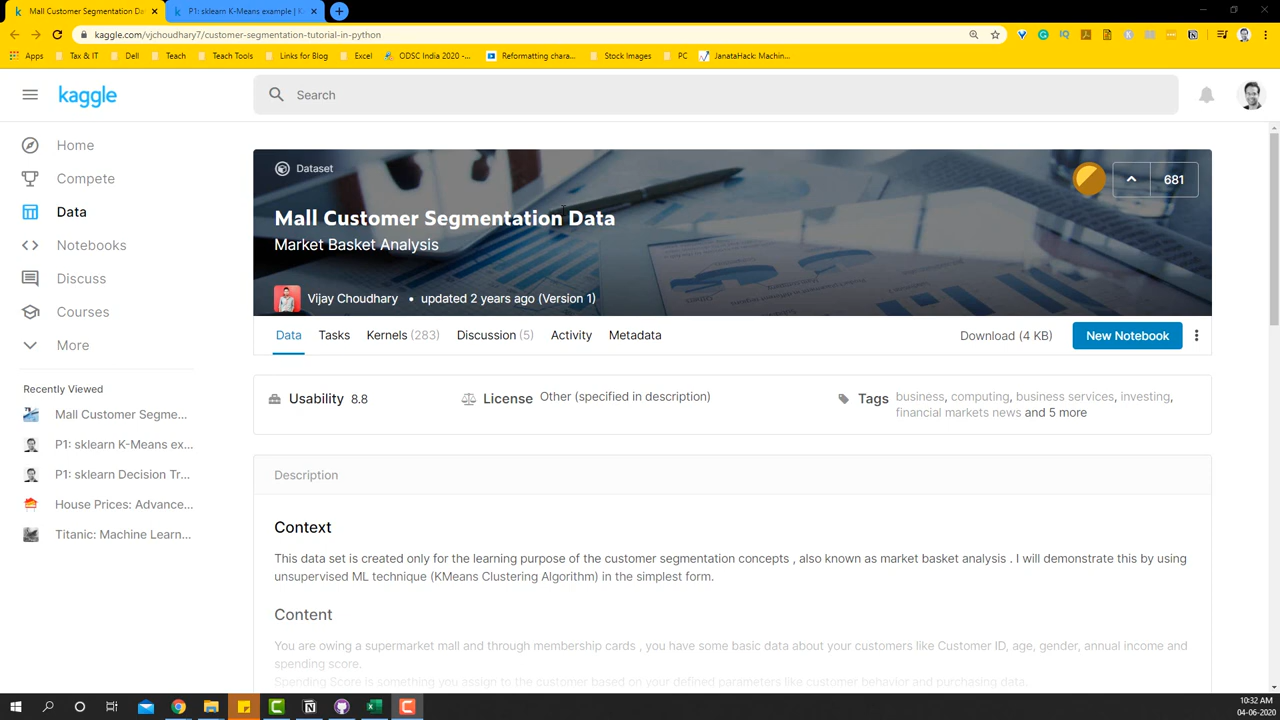 Mall Customer Segmentation Da
P1: sklearn K-Means example | K
kaggle.com/vjchoudhary7/customer-segmentation-tutorial-in-python
Apps
Tax & IT
Dell
Teach
Teach Tools
Links for Blog
Excel
ODSC India 2020 -...
Reformatting chara...
Stock Images
PC
JanataHack: Machin...
kaggle
Search
Home
Compete
Data
Notebooks
Discuss
Courses
More
Recently Viewed
Mall Customer Segme...
P1: sklearn K-Means ex...
P1: sklearn Decision Tr...
House Prices: Advance...
Titanic: Machine Learn...
Dataset
681
Mall Customer Segmentation Data
Market Basket Analysis
Vijay Choudhary • updated 2 years ago (Version 1)
Data Tasks Kernels (283) Discussion (5) Activity Metadata Download (4 KB) New Notebook
Usability 8.8
License Other (specified in description)
Tags business, computing, business services, investing,
financial markets news and 5 more
Description
Context
This data set is created only for the learning purpose of the customer segmentation concepts , also known as market basket analysis . I will demonstrate this by using
unsupervised ML technique (KMeans Clustering Algorithm) in the simplest form.
Content
You are owing a supermarket mall and through membership cards , you have some basic data about your customers like Customer ID, age, gender, annual income and
spending score.
Spending Score is something you assign to the customer based on your defined parameters like customer behavior and purchasing data.
10:32 AM
04-06-2020